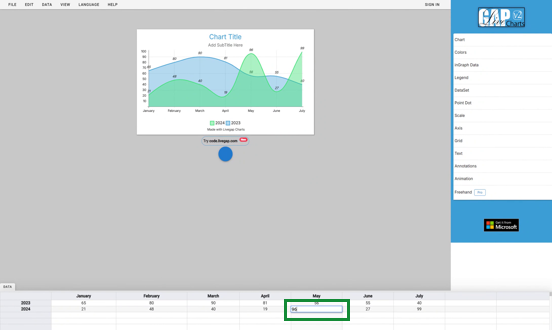 FILE EDIT DATA VIEW LANGUAGE HELP SIGN IN
LiveGap Charts
Chart
Colors
inGraph Data
Legend
DataSet
Point Dot
Scale
Axis
Grid
Text
Annotations
Animation
Freehand Pro
Microsoft
Chart Title
Add SubTitle Here
100
90
80
70
60
50
40
30
20
10
January February March April May June July
2024 2023
Made with Livegap Charts
Try code.livegap.com
DATA
January February March April May June July
2023 65 80 90 81 56 55 40
2024 21 48 40 19 96 27 99